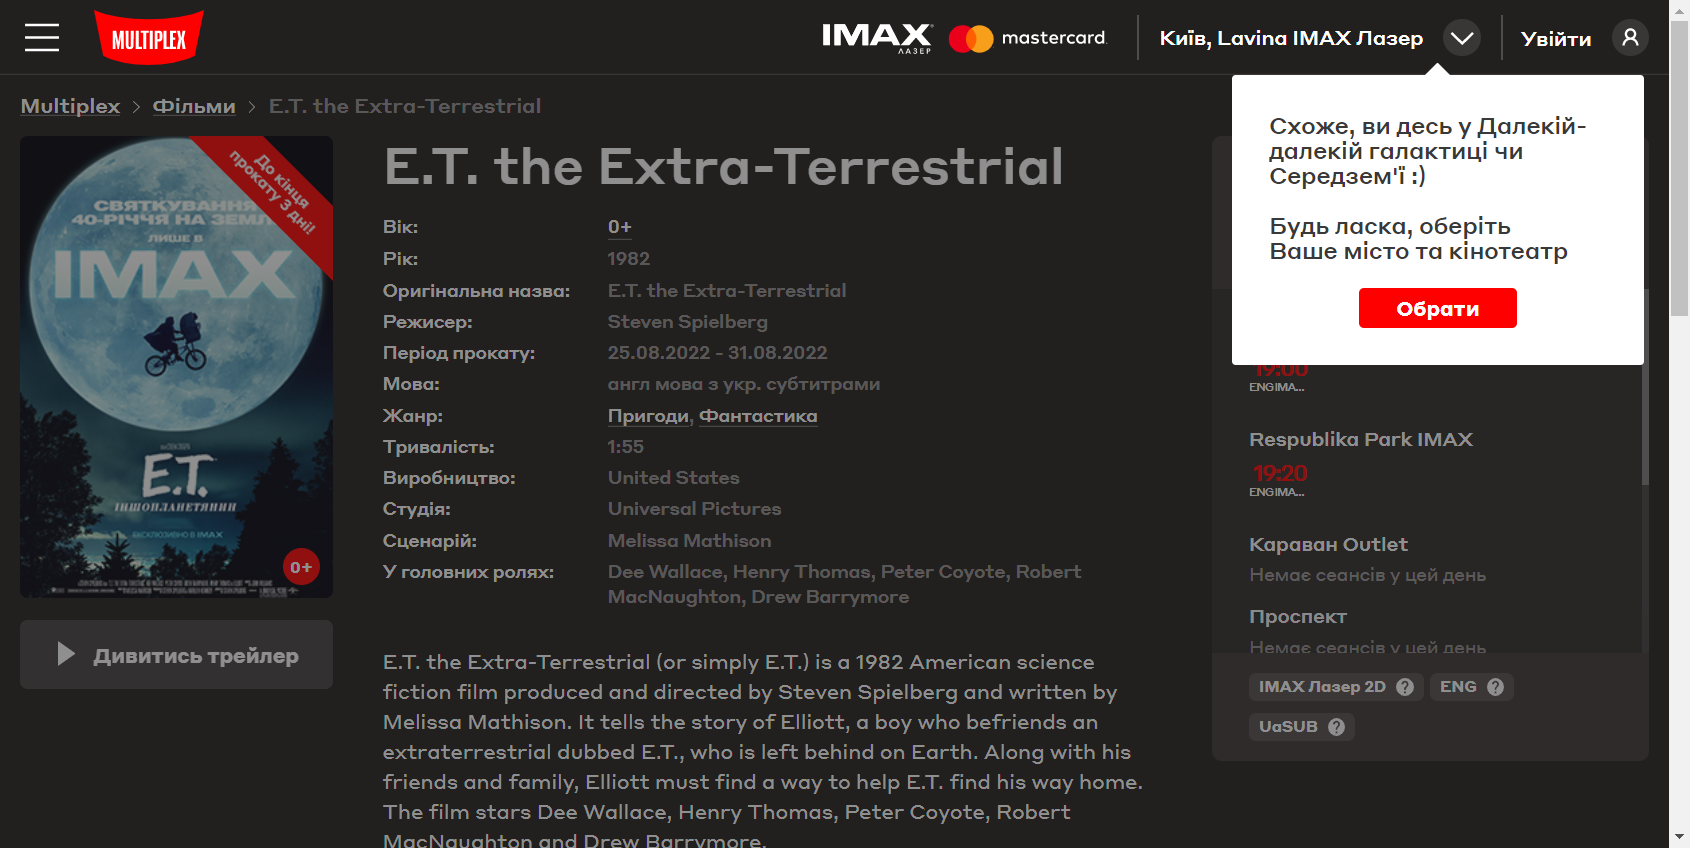 MULTIPLEX
IMAX
ЛАЗЕР
mastercard.
Київ, Lavina IMAX Лазер
Увійти
Multiplex > Фільми > E.T. the Extra-Terrestrial
До кінця
прокату 3 дні!
СВЯТКУВАННЯ
40-РІЧЧЯ НА ЗЕМЛІ
ЛИШЕ В
IMAX
E.T.
ІНШОПЛАНЕТЯНИН
ЕКСКЛЮЗИВНО В IMAX
0+
Дивитись трейлер
E.T. the Extra-Terrestrial
Вік: 0+
Рік: 1982
Оригінальна назва: E.T. the Extra-Terrestrial
Режисер: Steven Spielberg
Період прокату: 25.08.2022 - 31.08.2022
Мова: англ мова з укр. субтитрами
Жанр: Пригоди, Фантастика
Тривалість: 1:55
Виробництво: United States
Студія: Universal Pictures
Сценарій: Melissa Mathison
У головних ролях: Dee Wallace, Henry Thomas, Peter Coyote, Robert
MacNaughton, Drew Barrymore
E.T. the Extra-Terrestrial (or simply E.T.) is a 1982 American science
fiction film produced and directed by Steven Spielberg and written by
Melissa Mathison. It tells the story of Elliott, a boy who befriends an
extraterrestrial dubbed E.T., who is left behind on Earth. Along with his
friends and family, Elliott must find a way to help E.T. find his way home.
The film stars Dee Wallace, Henry Thomas, Peter Coyote, Robert
MacNaughton and Drew Barrymore.
Схоже, ви десь у Далекій-
далекій галактиці чи
Середзем'ї :)
Будь ласка, оберіть
Ваше місто та кінотеатр
Обрати
19:00
ENG IMA...
Respublika Park IMAX
19:20
ENG IMA...
Караван Outlet
Немає сеансів у цей день
Проспект
Немає сеансів у цей день
IMAX Лазер 2D ?
ENG ?
UaSUB ?